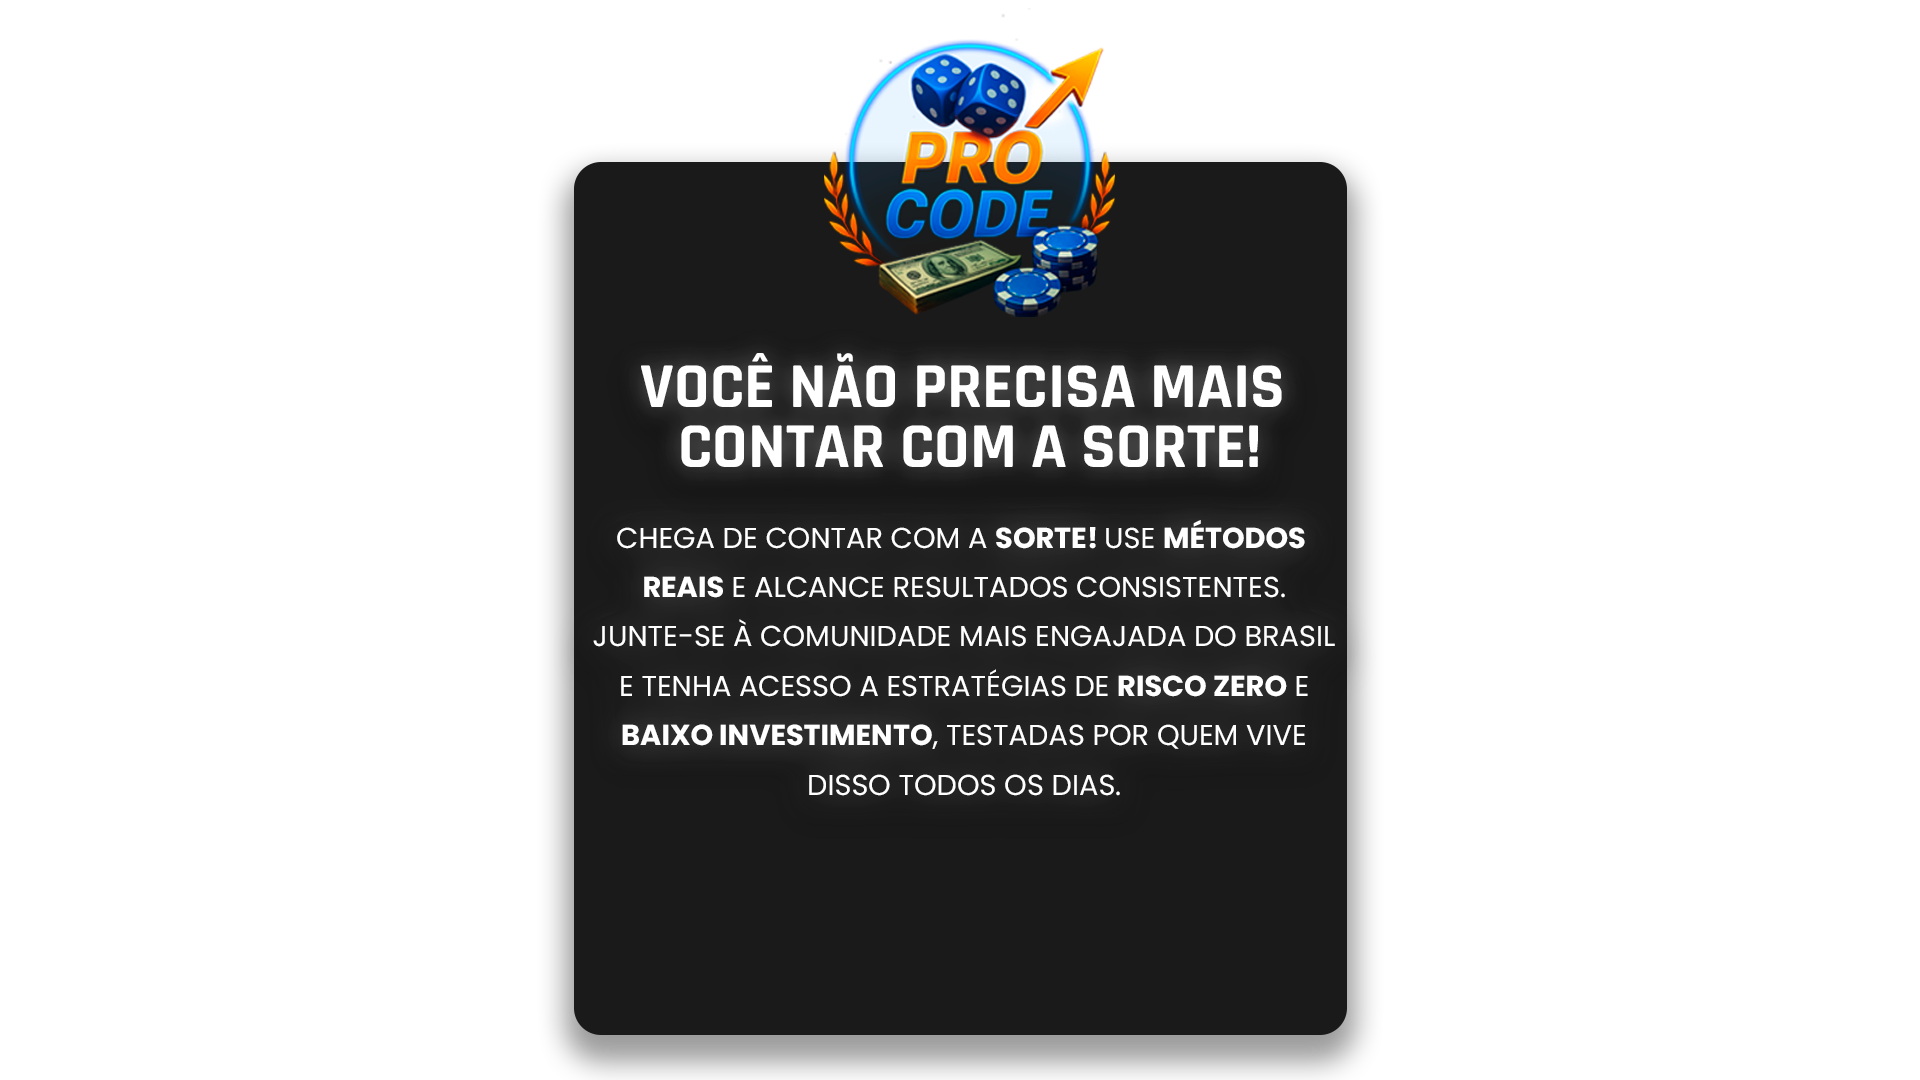 PRO
CODE
VOCÊ NÃO PRECISA MAIS
CONTAR COM A SORTE!
CHEGA DE CONTAR COM A SORTE! USE MÉTODOS
REAIS E ALCANCE RESULTADOS CONSISTENTES.
JUNTE-SE À COMUNIDADE MAIS ENGAJADA DO BRASIL
E TENHA ACESSO A ESTRATÉGIAS DE RISCO ZERO E
BAIXO INVESTIMENTO, TESTADAS POR QUEM VIVE
DISSO TODOS OS DIAS.